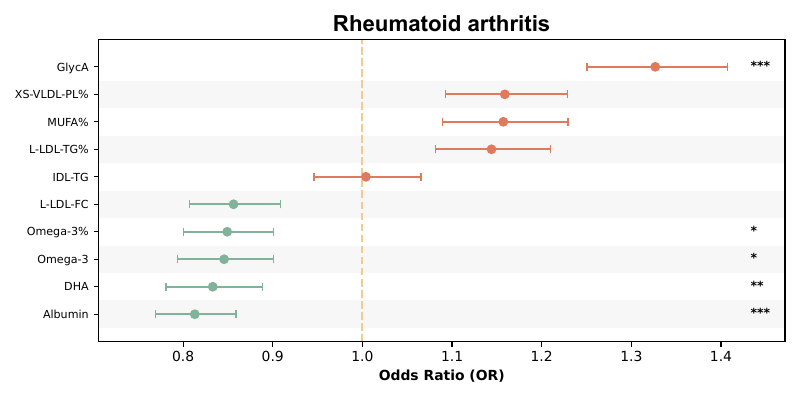 Rheumatoid arthritis
GlycA ***
XS-VLDL-PL%
MUFA%
L-LDL-TG%
IDL-TG
L-LDL-FC
Omega-3% *
Omega-3 *
DHA **
Albumin ***
0.8 0.9 1.0 1.1 1.2 1.3 1.4
Odds Ratio (OR)